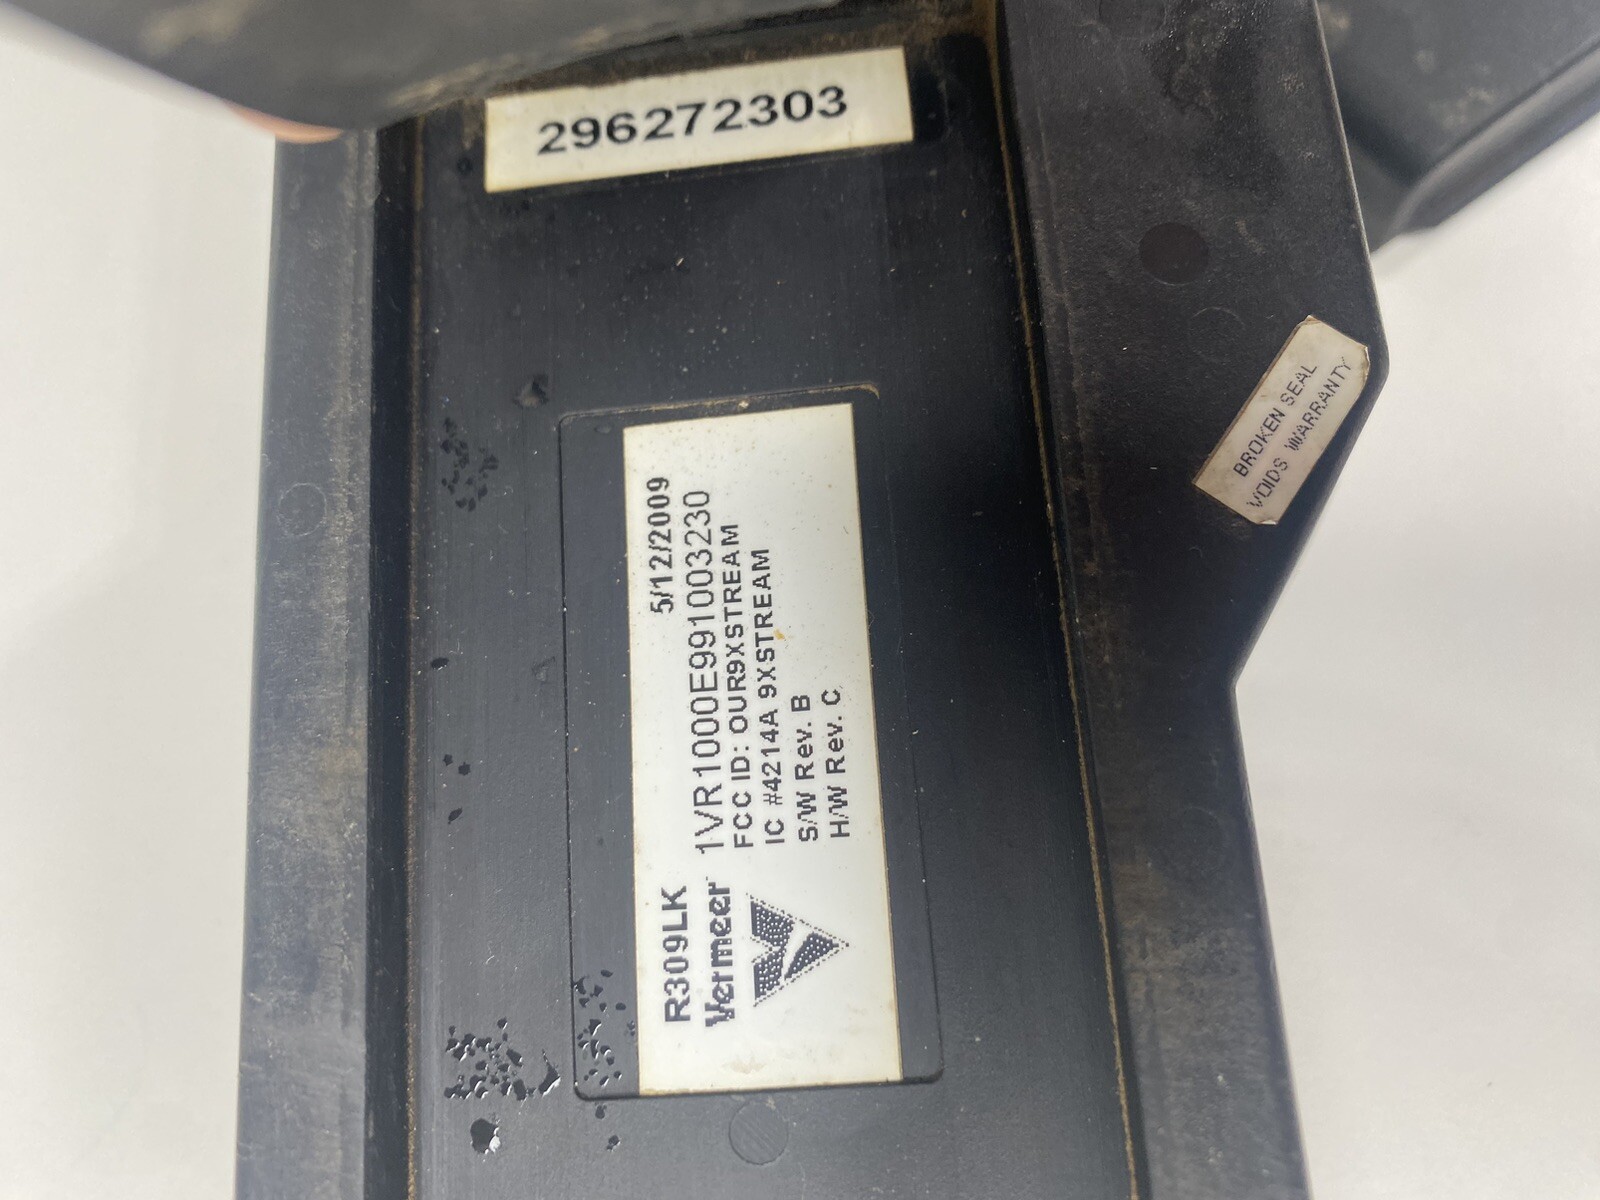 296272303
BROKEN SEAL
VOIDS WARRANTY
R309LK 5/12/2009
Vermeer
1VR1000E991003230
FCC ID: OUR9XSTREAM
IC #4214A 9XSTREAM
S/W Rev. B
H/W Rev. C